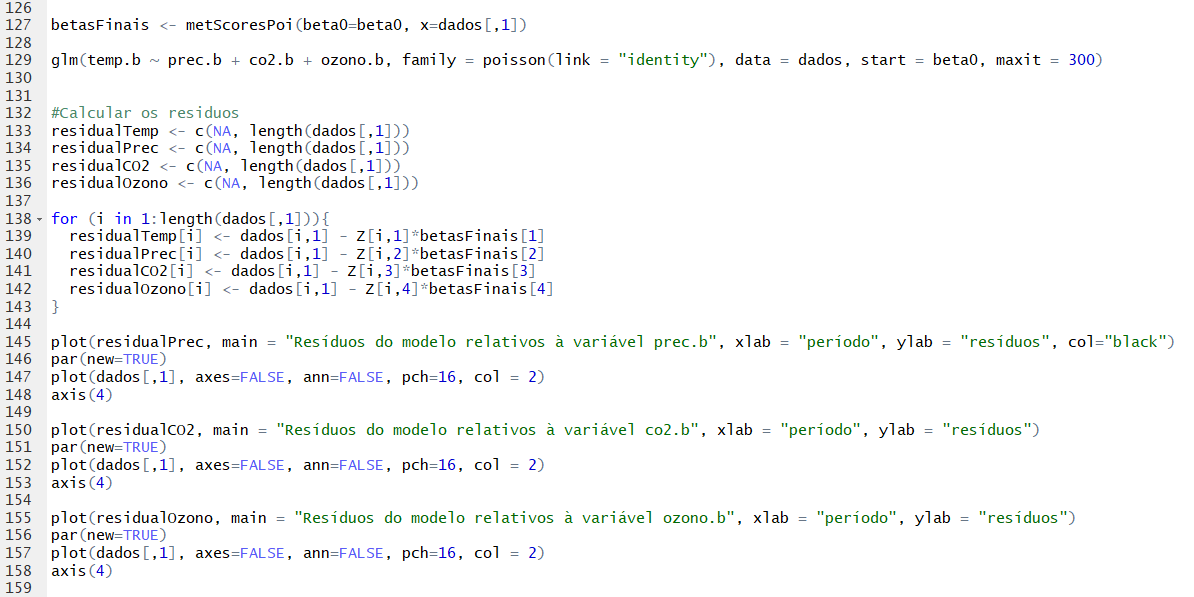 126
127 betasFinais <- metScoresPoi(beta0=beta0, x=dados[,1])
128
129 glm(temp.b ~ prec.b + co2.b + ozono.b, family = poisson(link = "identity"), data = dados, start = beta0, maxit = 300)
130
131
132 #Calcular os residuos
133 residualTemp <- c(NA, length(dados[,1]))
134 residualPrec <- c(NA, length(dados[,1]))
135 residualCO2 <- c(NA, length(dados[,1]))
136 residualOzono <- c(NA, length(dados[,1]))
137
138 for (i in 1:length(dados[,1])){
139   residualTemp[i] <- dados[i,1] - Z[i,1]*betasFinais[1]
140   residualPrec[i] <- dados[i,1] - Z[i,2]*betasFinais[2]
141   residualCO2[i] <- dados[i,1] - Z[i,3]*betasFinais[3]
142   residualOzono[i] <- dados[i,1] - Z[i,4]*betasFinais[4]
143 }
144
145 plot(residualPrec, main = "Resíduos do modelo relativos à variável prec.b", xlab = "período", ylab = "resíduos", col="black")
146 par(new=TRUE)
147 plot(dados[,1], axes=FALSE, ann=FALSE, pch=16, col = 2)
148 axis(4)
149
150 plot(residualCO2, main = "Resíduos do modelo relativos à variável co2.b", xlab = "período", ylab = "resíduos")
151 par(new=TRUE)
152 plot(dados[,1], axes=FALSE, ann=FALSE, pch=16, col = 2)
153 axis(4)
154
155 plot(residualOzono, main = "Resíduos do modelo relativos à variável ozono.b", xlab = "período", ylab = "resíduos")
156 par(new=TRUE)
157 plot(dados[,1], axes=FALSE, ann=FALSE, pch=16, col = 2)
158 axis(4)
159